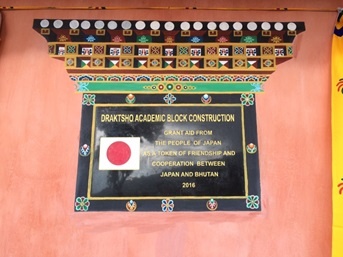 DRAKTSHO ACADEMIC BLOCK CONSTRUCTION
GRANT AID FROM
THE PEOPLE OF JAPAN
AS A TOKEN OF FRIENDSHIP AND
COOPERATION BETWEEN
JAPAN AND BHUTAN
2016